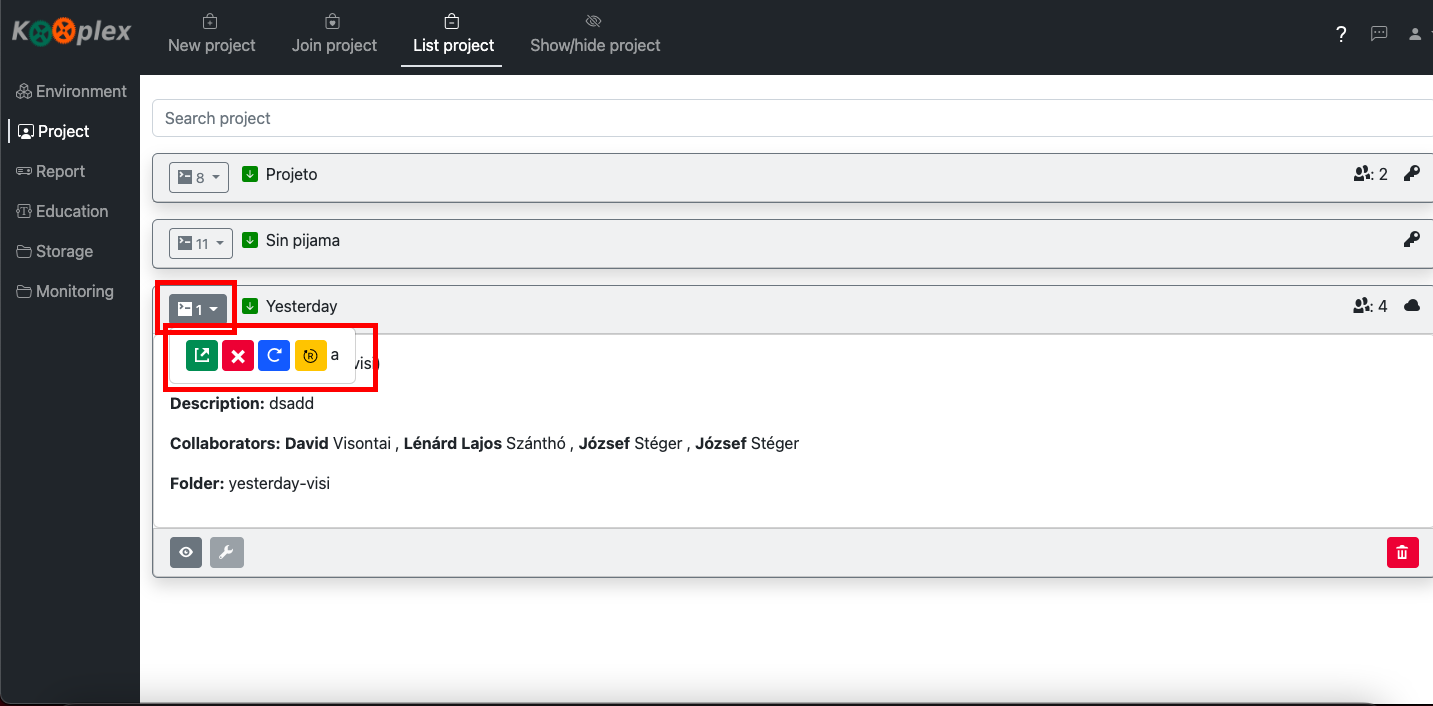 Kooplex
New project
Join project
List project
Show/hide project
?
Environment
Project
Report
Education
Storage
Monitoring
Search project
8
Projeto
: 2
11
Sin pijama
1
Yesterday
: 4
R
a
visi)
Description: dsadd
Collaborators: David Visontai , Lénárd Lajos Szánthó , József Stéger , József Stéger
Folder: yesterday-visi